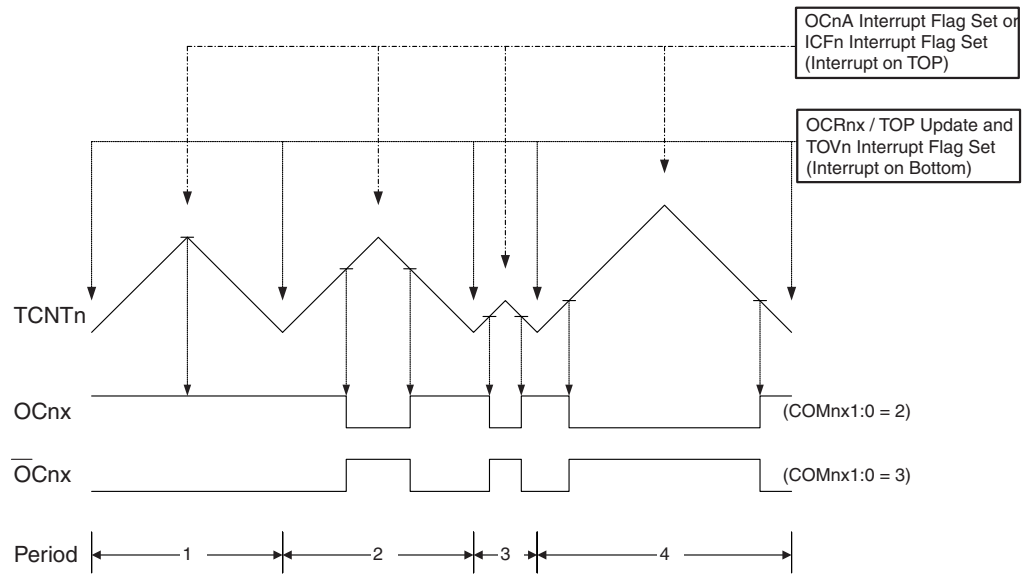 OCnA Interrupt Flag Set or
ICFn Interrupt Flag Set
(Interrupt on TOP)
OCRnx / TOP Update and
TOVn Interrupt Flag Set
(Interrupt on Bottom)
TCNTn
OCnx
(COMnx1:0 = 2)
O̅Cnx
(COMnx1:0 = 3)
Period
1
2
3
4